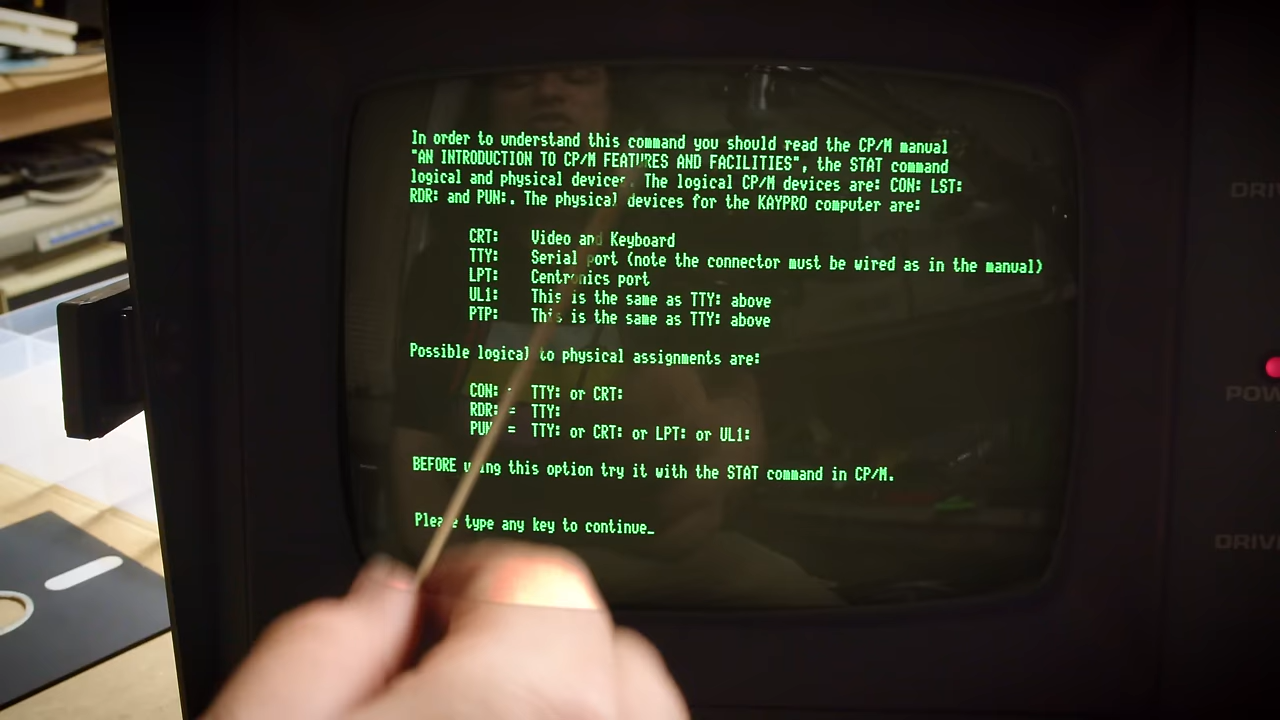 In order to understand this command you should read the CP/M manual
"AN INTRODUCTION TO CP/M FEATURES AND FACILITIES", the STAT command
logical and physical devices. The logical CP/M devices are: CON: LST:
RDR: and PUN:. The physical devices for the KAYPRO computer are:
CRT: Video and Keyboard
TTY: Serial port (note the connector must be wired as in the manual)
LPT: Centronics port
UL1: This is the same as TTY: above
PTP: This is the same as TTY: above
Possible logical to physical assignments are:
CON: = TTY: or CRT:
RDR: = TTY:
PUN: = TTY: or CRT: or LPT: or UL1:
BEFORE using this option try it with the STAT command in CP/M.
Please type any key to continue_
DRI
POW
DRIV